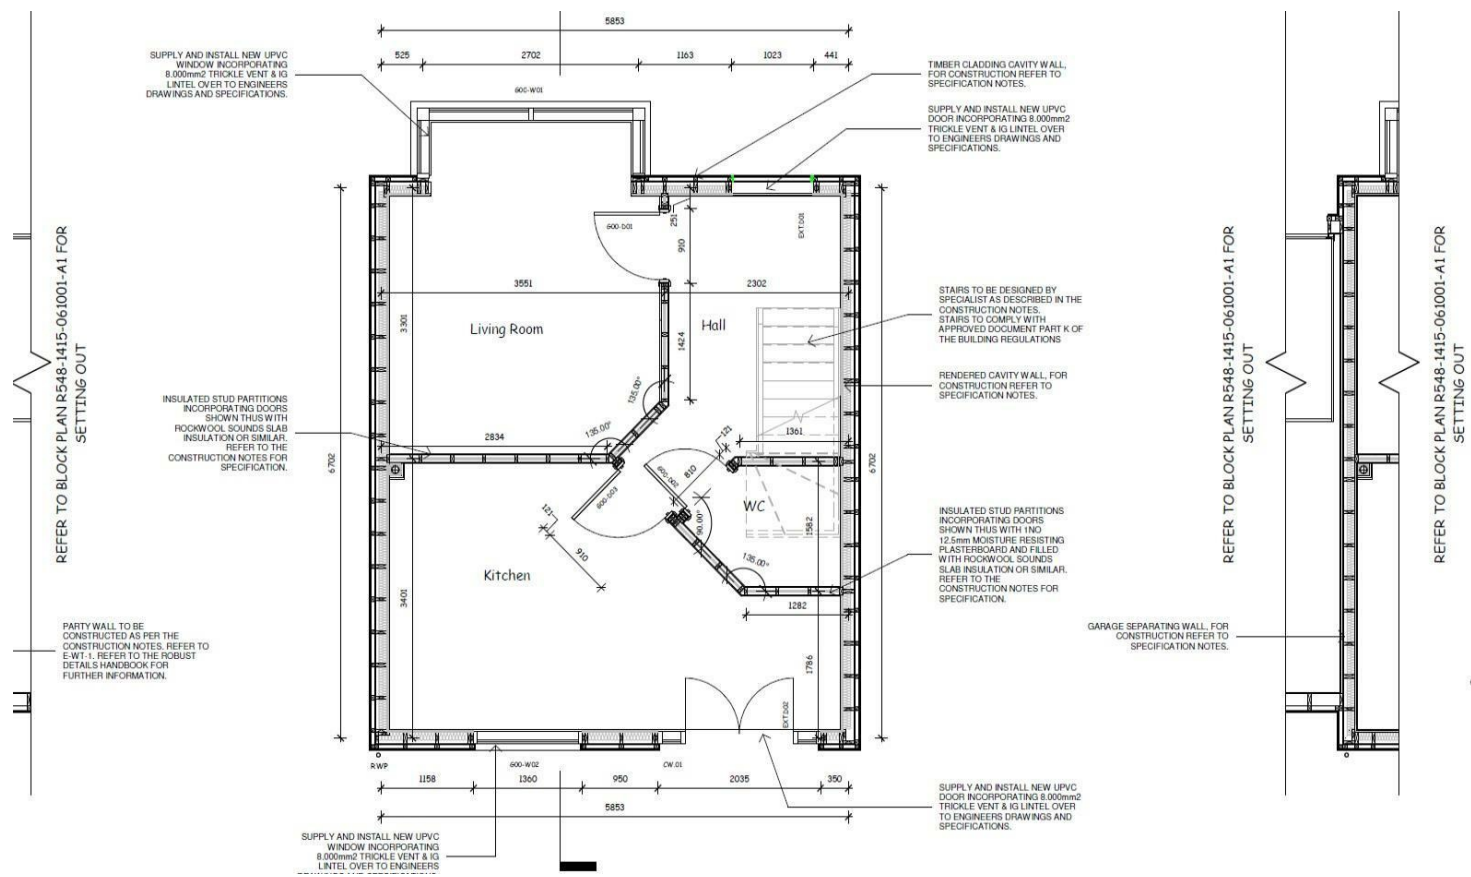 5853
525
2702
1163
1023
441
SUPPLY AND INSTALL NEW UPVC
WINDOW INCORPORATING
8.000mm2 TRICKLE VENT & IG
LINTEL OVER TO ENGINEERS
DRAWINGS AND SPECIFICATIONS.
G00-W01
TIMBER CLADDING CAVITY WALL,
FOR CONSTRUCTION REFER TO
SPECIFICATION NOTES.
SUPPLY AND INSTALL NEW UPVC
DOOR INCORPORATING 8.000mm2
TRICKLE VENT & IG LINTEL OVER
TO ENGINEERS DRAWINGS AND
SPECIFICATIONS.
REFER TO BLOCK PLAN R548-1415-061001-A1 FOR
SETTING OUT
G00-D01
251
910
EXT.D01
3551
2302
3301
Living Room
Hall
1424
STAIRS TO BE DESIGNED BY
SPECIALIST AS DESCRIBED IN THE
CONSTRUCTION NOTES.
STAIRS TO COMPLY WITH
APPROVED DOCUMENT PART K OF
THE BUILDING REGULATIONS
RENDERED CAVITY WALL, FOR
CONSTRUCTION REFER TO
SPECIFICATION NOTES.
REFER TO BLOCK PLAN R548-1415-061001-A1 FOR
SETTING OUT
REFER TO BLOCK PLAN R548-1415-061001-A1 FOR
SETTING OUT
INSULATED STUD PARTITIONS
INCORPORATING DOORS
SHOWN THUS WITH
ROCKWOOL SOUNDS SLAB
INSULATION OR SIMILAR.
REFER TO THE
CONSTRUCTION NOTES FOR
SPECIFICATION.
135.00°
135.00°
2834
121
1361
6702
6702
G00-D02
810
G00-D03
WC
121
90.00°
1582
910
135.00°
Kitchen
3401
1282
1786
INSULATED STUD PARTITIONS
INCORPORATING DOORS
SHOWN THUS WITH 1NO
12.5mm MOISTURE RESISTING
PLASTERBOARD AND FILLED
WITH ROCKWOOL SOUNDS
SLAB INSULATION OR SIMILAR.
REFER TO THE
CONSTRUCTION NOTES FOR
SPECIFICATION.
PARTY WALL TO BE
CONSTRUCTED AS PER THE
CONSTRUCTION NOTES. REFER TO
E-WT-1. REFER TO THE ROBUST
DETAILS HANDBOOK FOR
FURTHER INFORMATION.
GARAGE SEPARATING WALL, FOR
CONSTRUCTION REFER TO
SPECIFICATION NOTES.
EXT.D02
RWP
G00-W02
CW.01
1158
1360
950
2035
350
5853
SUPPLY AND INSTALL NEW UPVC
DOOR INCORPORATING 8.000mm2
TRICKLE VENT & IG LINTEL OVER
TO ENGINEERS DRAWINGS AND
SPECIFICATIONS.
SUPPLY AND INSTALL NEW UPVC
WINDOW INCORPORATING
8.000mm2 TRICKLE VENT & IG
LINTEL OVER TO ENGINEERS